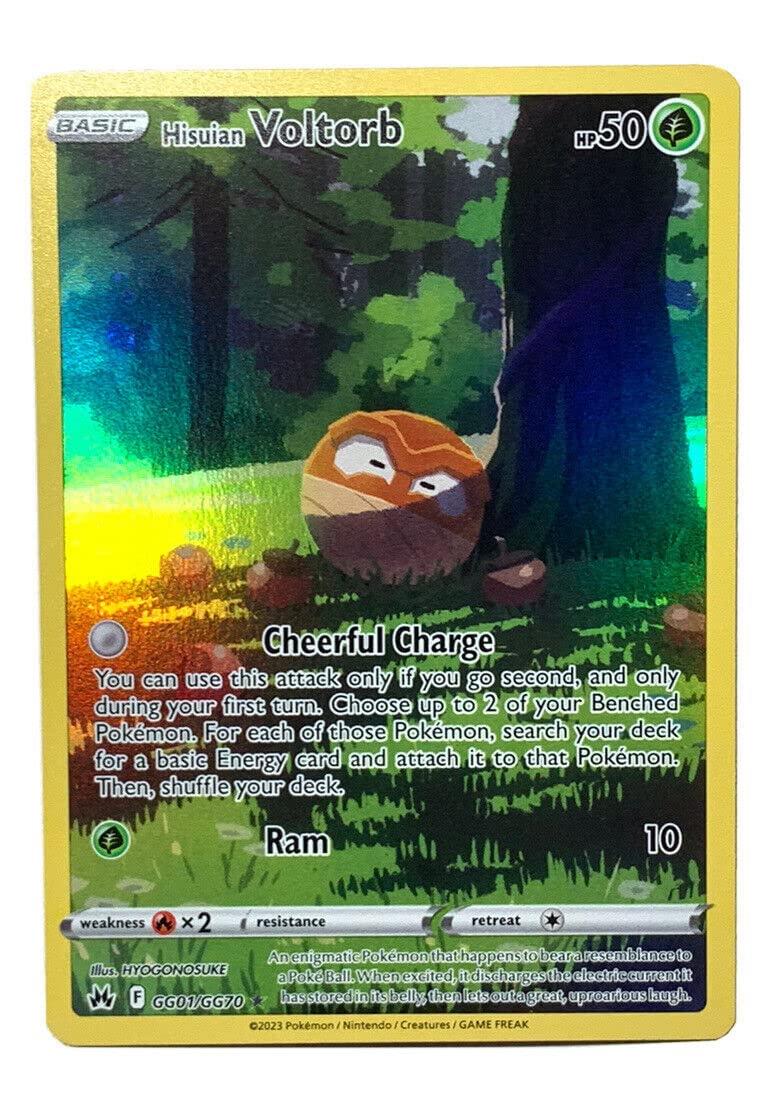 BASIC Hisuian Voltorb HP 50
Cheerful Charge
You can use this attack only if you go second, and only
during your first turn. Choose up to 2 of your Benched
Pokémon. For each of those Pokémon, search your deck
for a basic Energy card and attach it to that Pokémon.
Then, shuffle your deck.
Ram 10
weakness ×2 resistance retreat
Illus. HYOGONOSUKE
An enigmatic Pokémon that happens to bear a resemblance to
a Poké Ball. When excited, it discharges the electric current it
has stored in its belly, then lets out a great, uproarious laugh.
F GG01/GG70 ★
©2023 Pokémon / Nintendo / Creatures / GAME FREAK